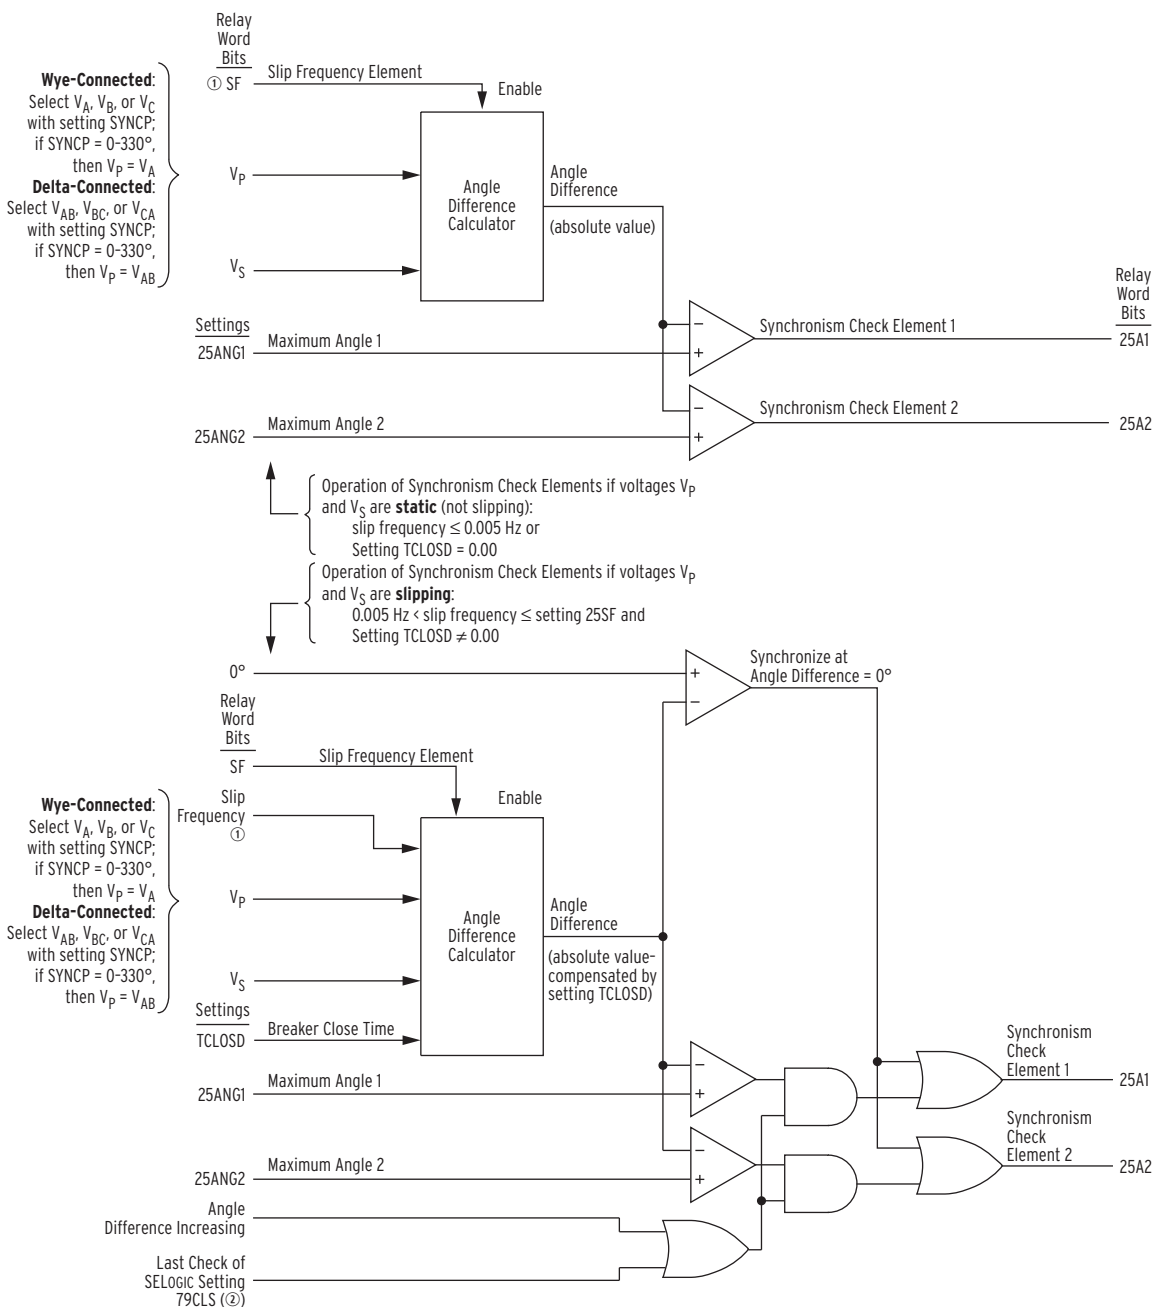 Relay
Word
Bits
① SF
Slip Frequency Element
Enable
Wye-Connected:
Select VA, VB, or VC
with setting SYNCP;
if SYNCP = 0-330°,
then VP = VA
Delta-Connected:
Select VAB, VBC, or VCA
with setting SYNCP;
if SYNCP = 0-330°,
then VP = VAB
VP
VS
Angle
Difference
Calculator
Angle
Difference
(absolute value)
Settings
25ANG1
Maximum Angle 1
−
+
Synchronism Check Element 1
Relay
Word
Bits
25A1
25ANG2
Maximum Angle 2
−
+
Synchronism Check Element 2
25A2
Operation of Synchronism Check Elements if voltages VP
and VS are static (not slipping):
slip frequency ≤ 0.005 Hz or
Setting TCLOSD = 0.00
Operation of Synchronism Check Elements if voltages VP
and VS are slipping:
0.005 Hz < slip frequency ≤ setting 25SF and
Setting TCLOSD ≠ 0.00
0°
+
−
Synchronize at
Angle Difference = 0°
Relay
Word
Bits
SF
Slip Frequency Element
Enable
Slip
Frequency
①
Wye-Connected:
Select VA, VB, or VC
with setting SYNCP;
if SYNCP = 0-330°,
then VP = VA
Delta-Connected:
Select VAB, VBC, or VCA
with setting SYNCP;
if SYNCP = 0-330°,
then VP = VAB
VP
VS
Angle
Difference
Calculator
Angle
Difference
(absolute value-
compensated by
setting TCLOSD)
Settings
TCLOSD
Breaker Close Time
25ANG1
Maximum Angle 1
−
+
Synchronism
Check
Element 1
25A1
25ANG2
Maximum Angle 2
−
+
Synchronism
Check
Element 2
25A2
Angle
Difference Increasing
Last Check of
SELOGIC Setting
79CLS (②)